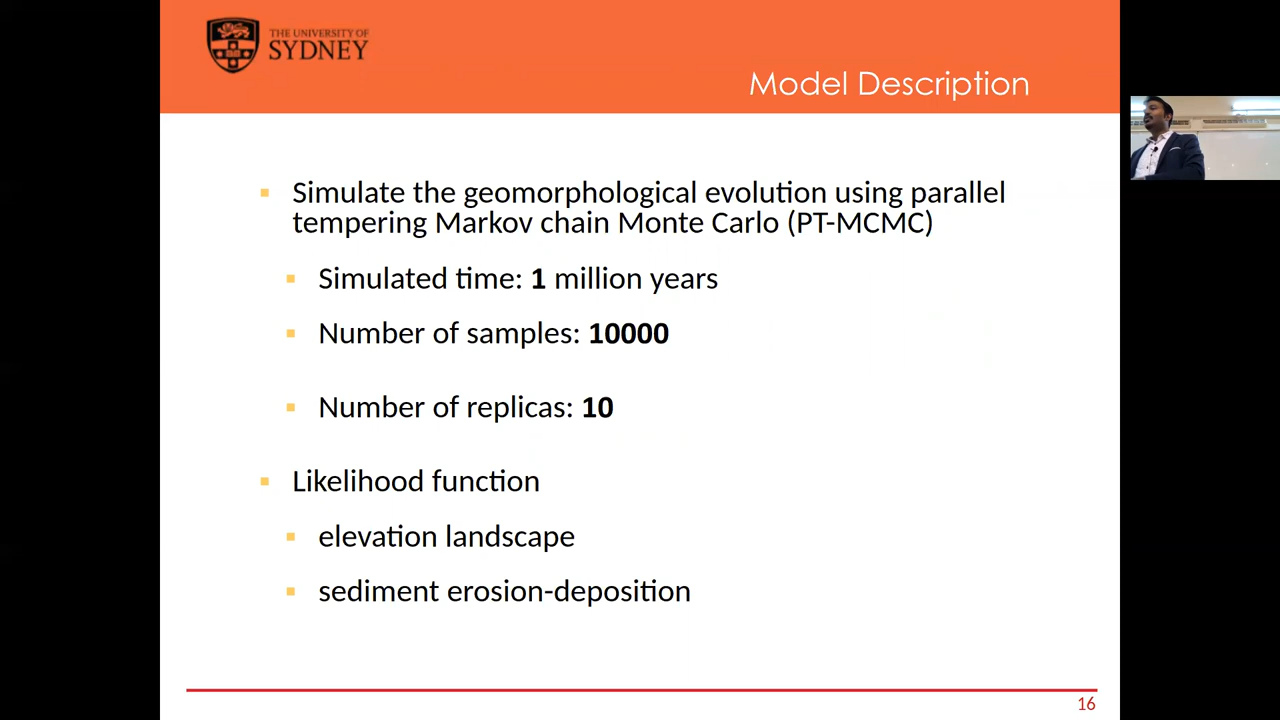 THE UNIVERSITY OF
SYDNEY
Model Description
Simulate the geomorphological evolution using parallel
tempering Markov chain Monte Carlo (PT-MCMC)
Simulated time: 1 million years
Number of samples: 10000
Number of replicas: 10
Likelihood function
elevation landscape
sediment erosion-deposition
16